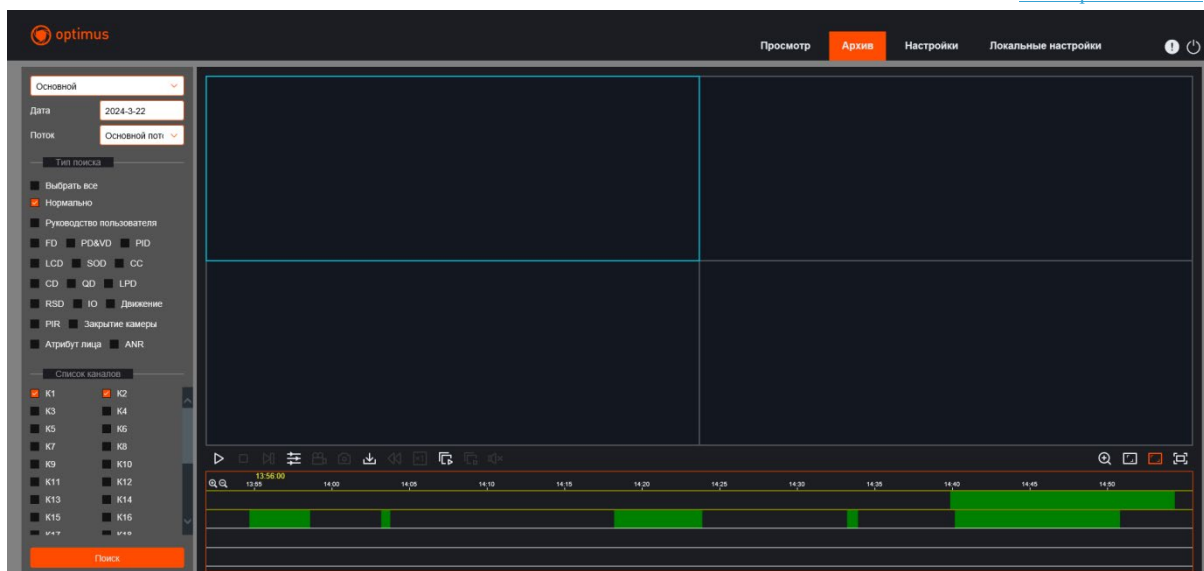 optimus
Просмотр Архив Настройки Локальные настройки
Основной
Дата 2024-3-22
Поток Основной пот
Тип поиска
Выбрать все
Нормально
Руководство пользователя
FD PD&VD PID
LCD SOD CC
CD QD LPD
RSD IO Движение
PIR Закрытие камеры
Атрибут лица ANR
Список каналов
K1 K2
K3 K4
K5 K6
K7 K8
K9 K10
K11 K12
K13 K14
K15 K16
K17 K18
Поиск
13:56:00
13:55 14:00 14:05 14:10 14:15 14:20 14:25 14:30 14:35 14:40 14:45 14:50